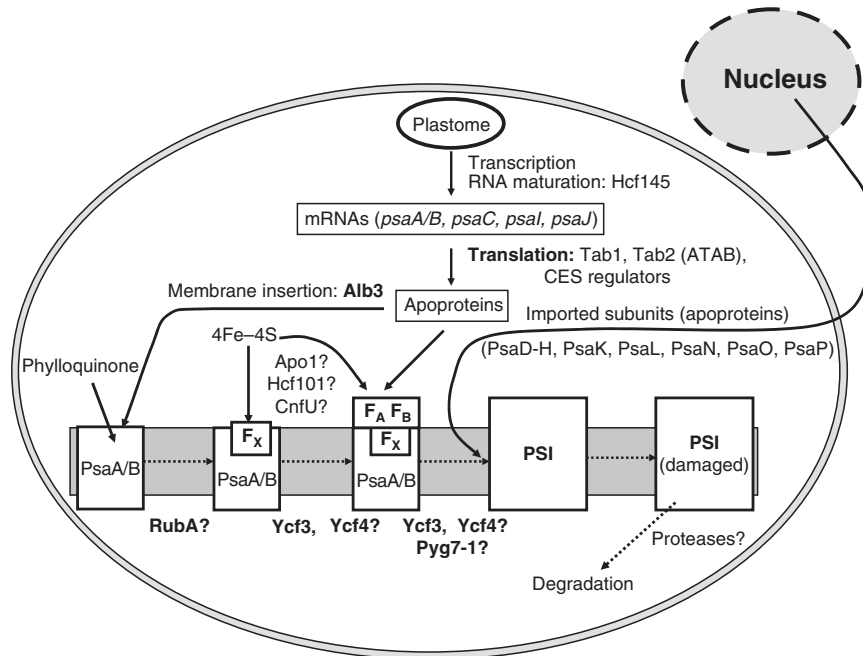 Nucleus
Plastome
Transcription
RNA maturation: Hcf145
mRNAs (psaA/B, psaC, psaI, psaJ)
Translation: Tab1, Tab2 (ATAB),
CES regulators
Membrane insertion: Alb3
Apoproteins
Imported subunits (apoproteins)
(PsaD-H, PsaK, PsaL, PsaN, PsaO, PsaP)
4Fe–4S
Phylloquinone
Apo1?
Hcf101?
CnfU?
FA FB
FX
FX
PsaA/B
PsaA/B
PsaA/B
PSI
PSI
(damaged)
RubA?
Ycf3, Ycf4?
Ycf3, Ycf4?
Pyg7-1?
Proteases?
Degradation